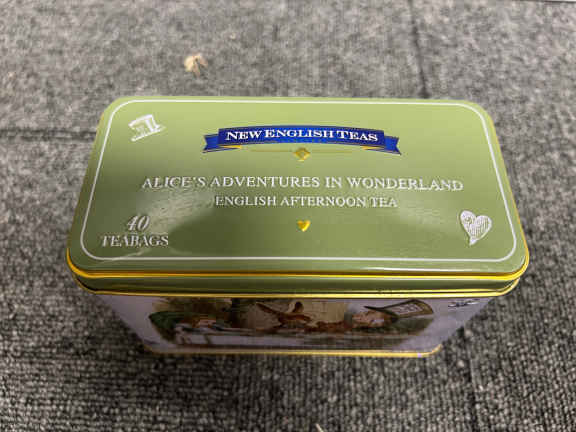 NEW ENGLISH TEAS
ALICE'S ADVENTURES IN WONDERLAND
ENGLISH AFTERNOON TEA
40
TEABAGS